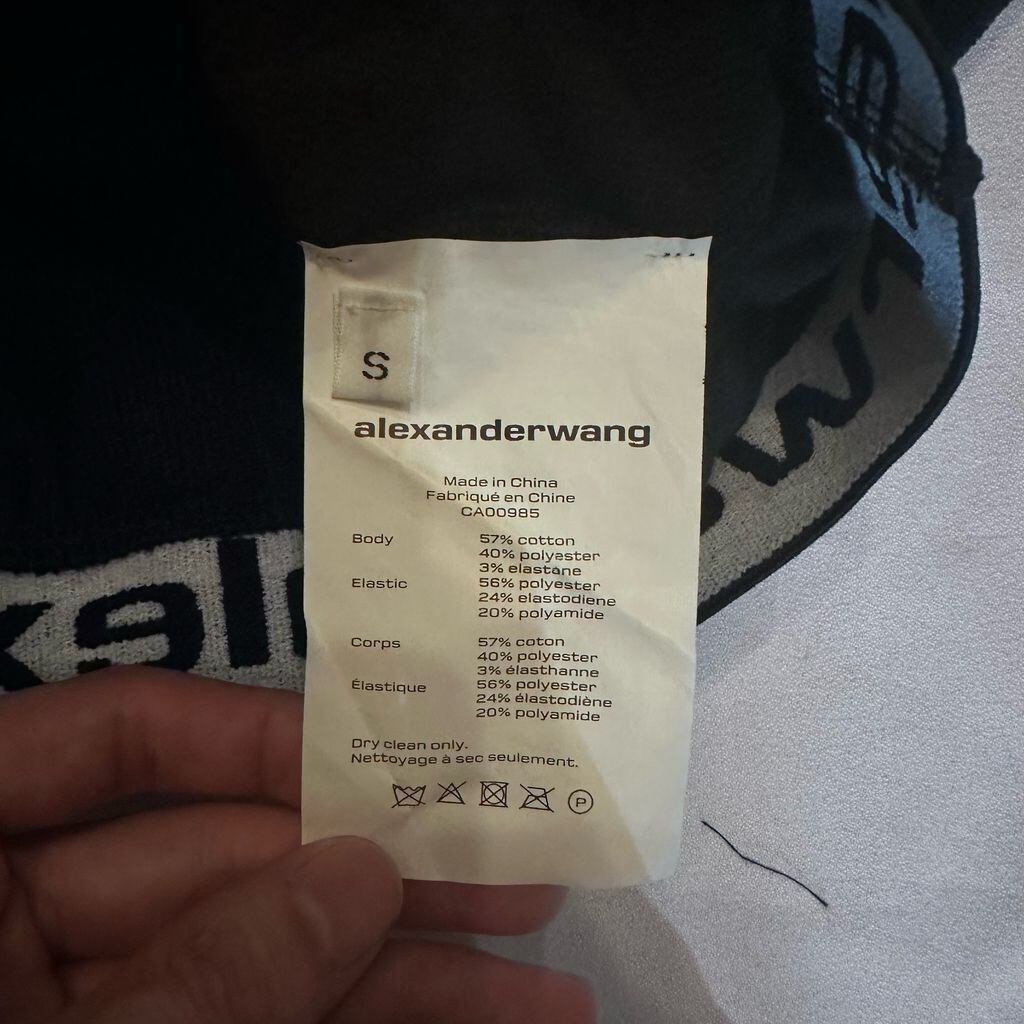 S
alexanderwang
Made in China
Fabriqué en Chine
CA00985
Body 57% cotton
40% polyester
3% elastane
Elastic 56% polyester
24% elastodiene
20% polyamide
Corps 57% coton
40% polyester
3% élasthanne
Élastique 56% polyester
24% élastodiène
20% polyamide
Dry clean only.
Nettoyage à sec seulement.
P